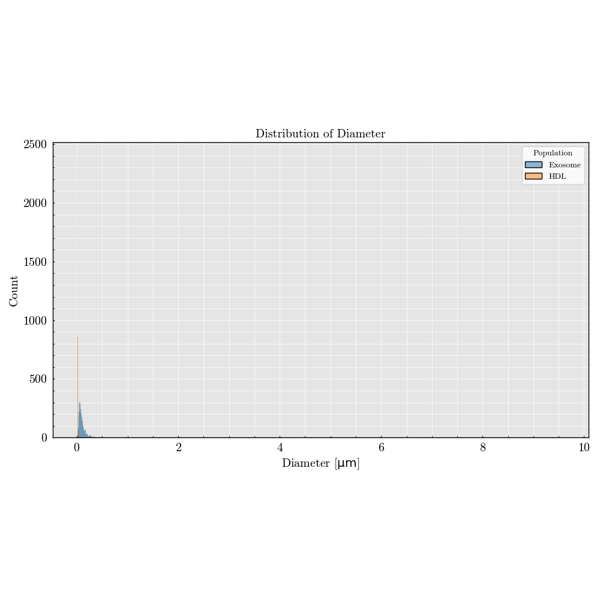 Distribution of Diameter
Population
Exosome
HDL
2500
2000
1500
1000
500
0
Count
0 2 4 6 8 10
Diameter [μm]